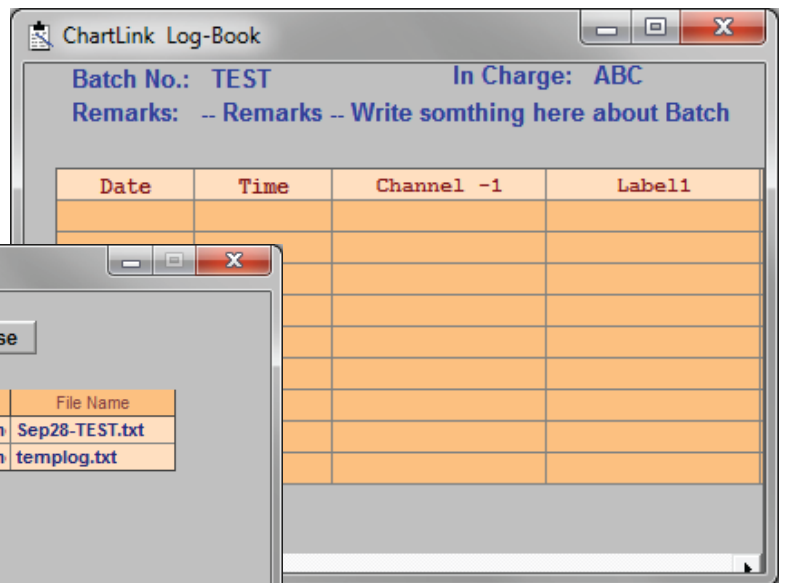 ChartLink Log-Book
Batch No.: TEST In Charge: ABC
Remarks: -- Remarks -- Write somthing here about Batch
Date Time Channel -1 Label1
File Name
Sep28-TEST.txt
templog.txt